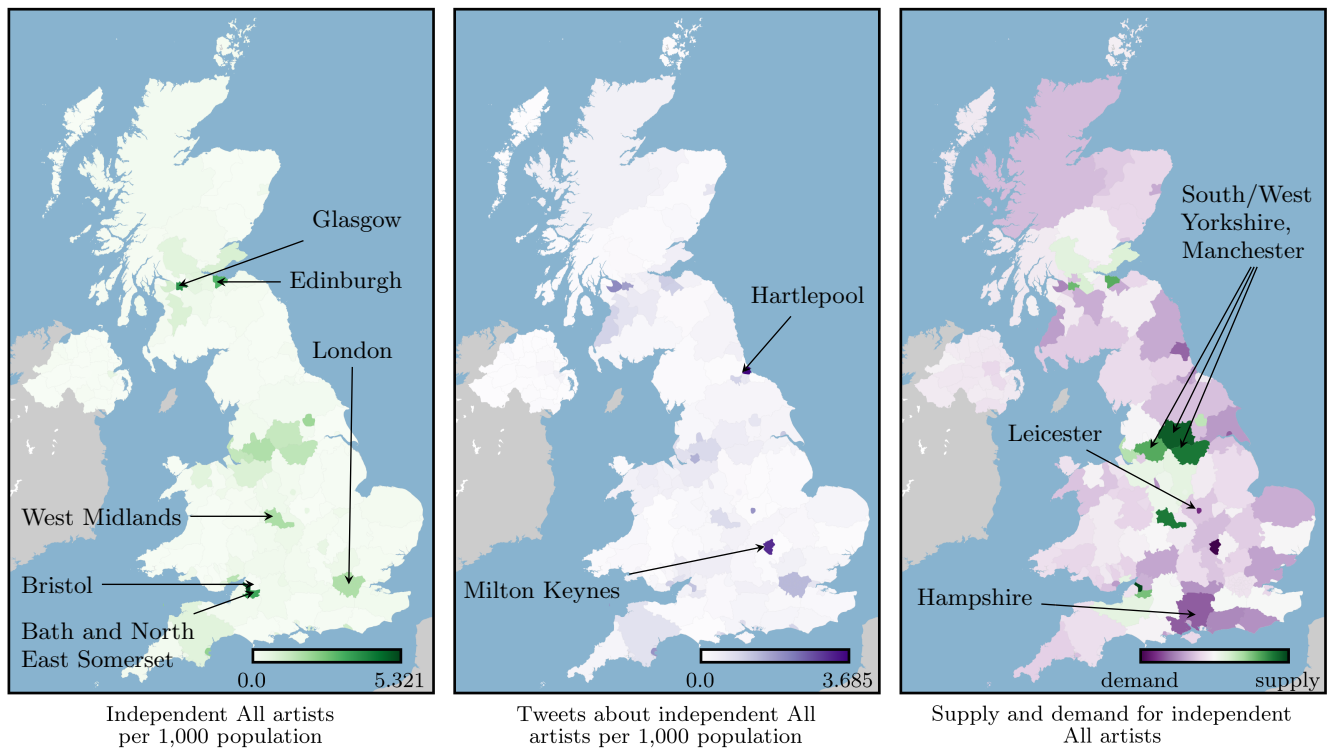 Glasgow
Edinburgh
London
West Midlands
Bristol
Bath and North
East Somerset
0.0
5.321
Independent All artists
per 1,000 population
Hartlepool
Milton Keynes
0.0
3.685
Tweets about independent All
artists per 1,000 population
South/West
Yorkshire,
Manchester
Leicester
Hampshire
demand
supply
Supply and demand for independent
All artists